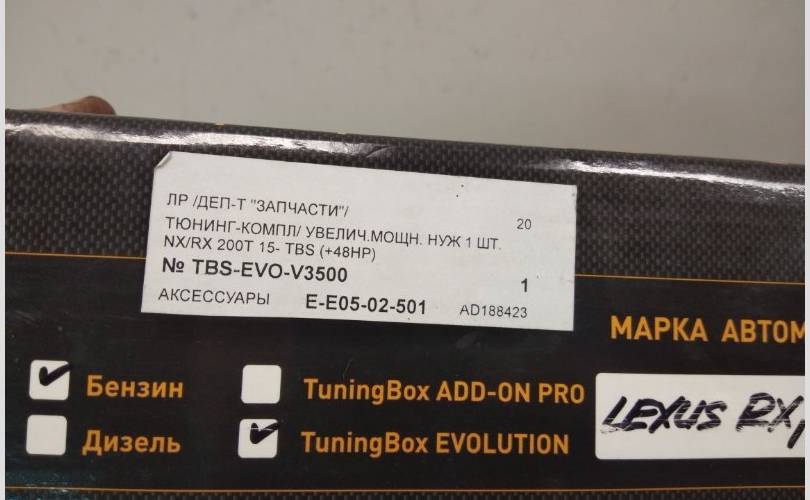 ЛР /ДЕП-Т "ЗАПЧАСТИ"/ 20
ТЮНИНГ-КОМПЛ/ УВЕЛИЧ.МОЩН. НУЖ 1 ШТ.
NX/RX 200T 15- TBS (+48HP)
№ TBS-EVO-V3500 1
АКСЕССУАРЫ E-E05-02-501 AD188423
МАРКА АВТОМ
Бензин TuningBox ADD-ON PRO
LEXUS RX,
Дизель TuningBox EVOLUTION